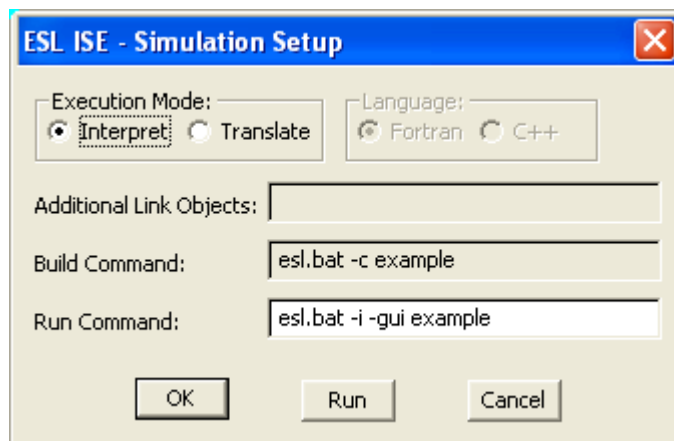 ESL ISE - Simulation Setup
Execution Mode: Language:
Interpret Translate Fortran C++
Additional Link Objects:
Build Command: esl.bat -c example
Run Command: esl.bat -i -gui example
OK Run Cancel